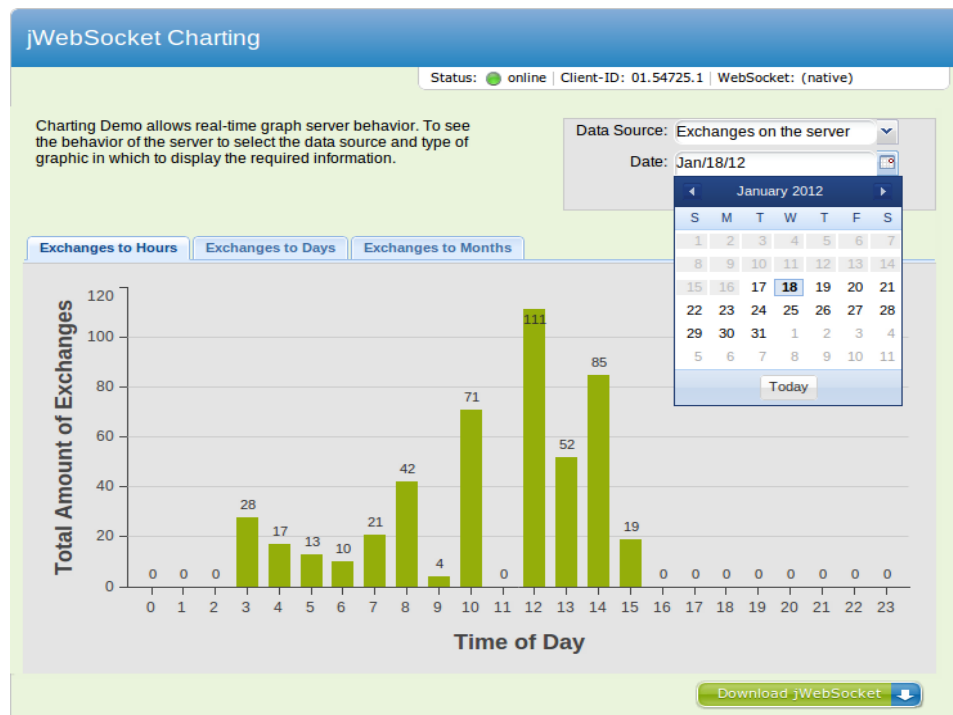 jWebSocket Charting
Status: online | Client-ID: 01.54725.1 | WebSocket: (native)
Charting Demo allows real-time graph server behavior. To see
the behavior of the server to select the data source and type of
graphic in which to display the required information.
Data Source: Exchanges on the server
Date: Jan/18/12
January 2012
S M T W T F S
1 2 3 4 5 6 7
8 9 10 11 12 13 14
15 16 17 18 19 20 21
22 23 24 25 26 27 28
29 30 31 1 2 3 4
5 6 7 8 9 10 11
Today
Exchanges to Hours Exchanges to Days Exchanges to Months
Total Amount of Exchanges
120
100
80
60
40
20
0
0 0 0 28 17 13 10 21 42 4 71 0 111 52 85 19 0 0 0 0 0 0 0 0
0 1 2 3 4 5 6 7 8 9 10 11 12 13 14 15 16 17 18 19 20 21 22 23
Time of Day
Download jWebSocket